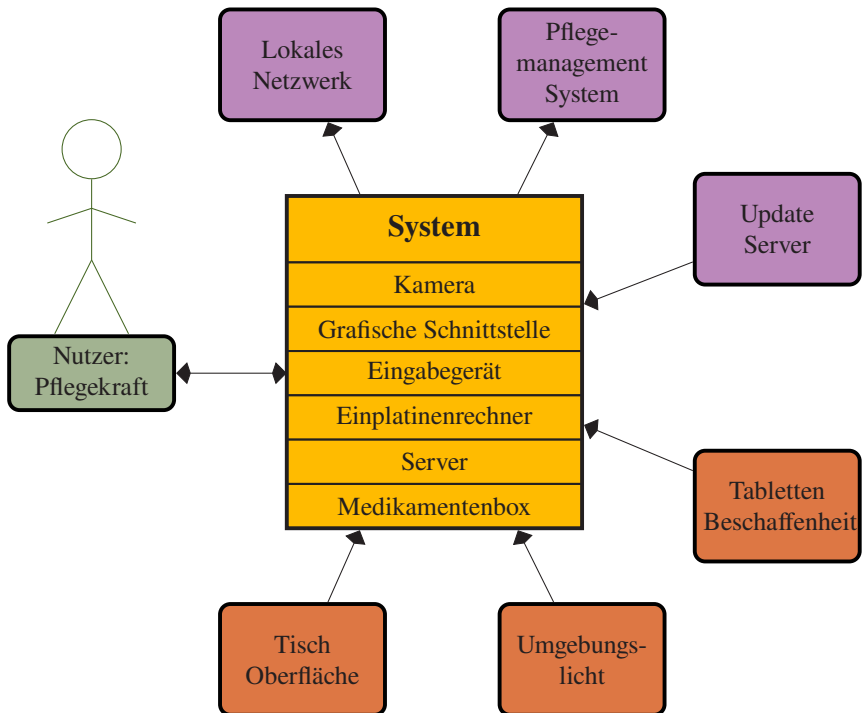 Lokales
Netzwerk
Pflege-
management
System
System
Kamera
Grafische Schnittstelle
Eingabegerät
Einplatinenrechner
Server
Medikamentenbox
Update
Server
Nutzer:
Pflegekraft
Tabletten
Beschaffenheit
Tisch
Oberfläche
Umgebungs-
licht